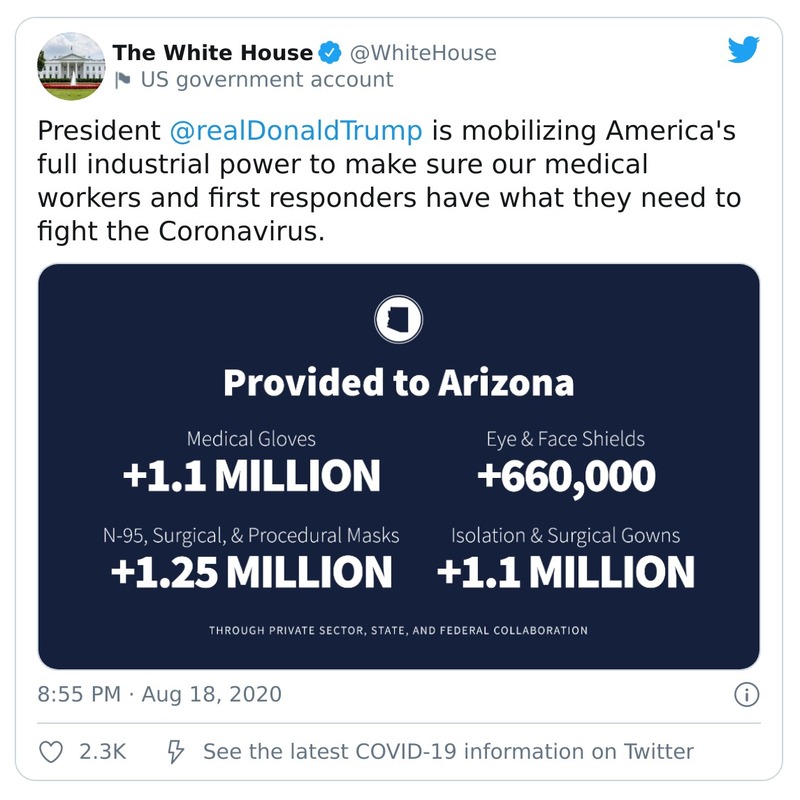 The White House @WhiteHouse
US government account
President @realDonaldTrump is mobilizing America's
full industrial power to make sure our medical
workers and first responders have what they need to
fight the Coronavirus.
Provided to Arizona
Medical Gloves
+1.1 MILLION
Eye & Face Shields
+660,000
N-95, Surgical, & Procedural Masks
+1.25 MILLION
Isolation & Surgical Gowns
+1.1 MILLION
THROUGH PRIVATE SECTOR, STATE, AND FEDERAL COLLABORATION
8:55 PM · Aug 18, 2020
2.3K See the latest COVID-19 information on Twitter